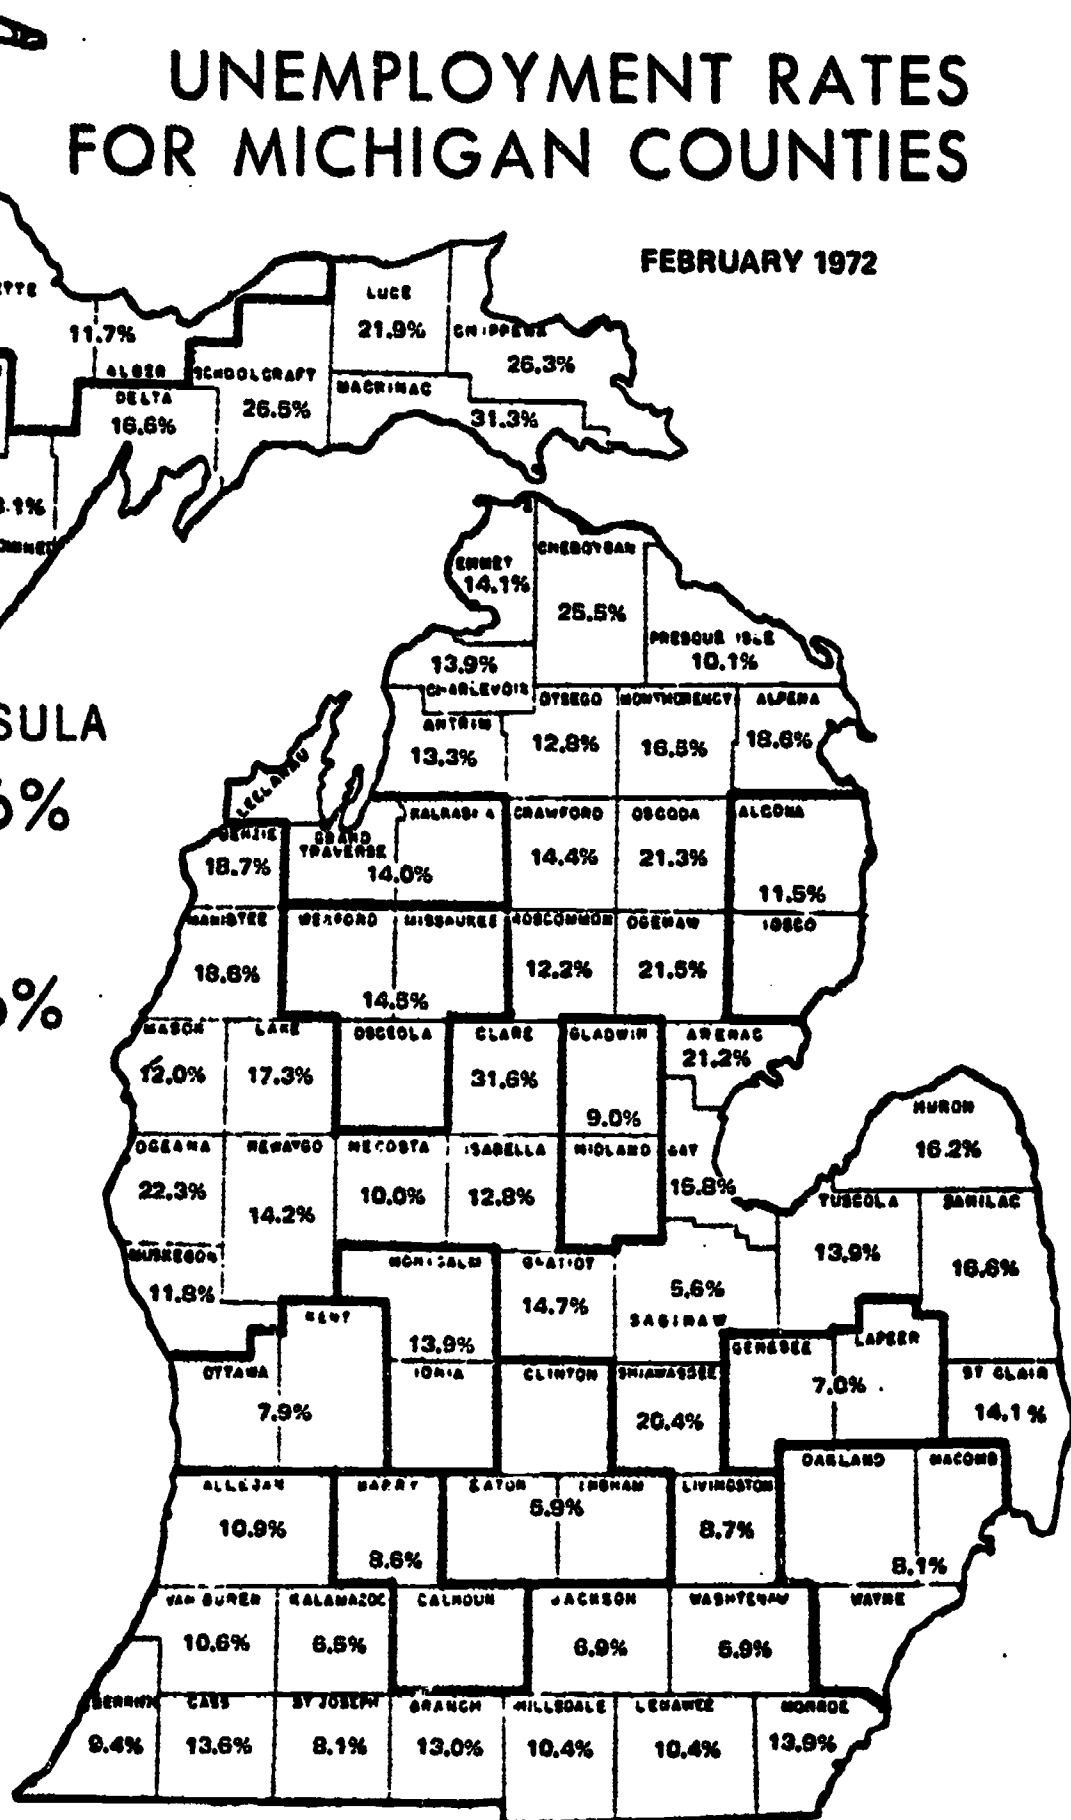 UNEMPLOYMENT RATES
FOR MICHIGAN COUNTIES
FEBRUARY 1972
LUCE
21.9%
CHIPPEWA
26.3%
11.7%
ALGER
SCHOOLCRAFT
26.5%
MACKINAC
31.3%
DELTA
16.6%
EMMET
14.1%
CHEBOYGAN
25.5%
PRESQUE ISLE
10.1%
13.9%
CHARLEVOIX
OTSEGO
MONTMORENCY
ALPENA
ANTRIM
13.3%
12.8%
16.5%
18.6%
SULA
LEELANAU
KALKASKA
CRAWFORD
OSCODA
ALCONA
BENZIE
GRAND
TRAVERSE
18.7%
14.0%
14.4%
21.3%
11.5%
MANISTEE
WEXFORD
MISSAUKEE
ROSCOMMON
OGEMAW
IOSCO
18.8%
14.5%
12.2%
21.5%
MASON
LAKE
OSCEOLA
CLARE
GLADWIN
ARENAC
12.0%
17.3%
31.6%
9.0%
21.2%
HURON
16.2%
OCEANA
NEWAYGO
MECOSTA
ISABELLA
MIDLAND
BAY
22.3%
14.2%
10.0%
12.8%
15.8%
TUSCOLA
SANILAC
13.9%
16.6%
MUSKEGON
11.8%
MONTCALM
GRATIOT
14.7%
5.6%
SAGINAW
KENT
13.9%
IONIA
CLINTON
SHIAWASSEE
GENESEE
LAPEER
OTTAWA
7.9%
20.4%
7.0%
ST CLAIR
14.1%
ALLEGAN
BARRY
EATON
INGHAM
LIVINGSTON
OAKLAND
MACOMB
10.9%
8.6%
5.9%
8.7%
8.1%
VAN BUREN
KALAMAZOO
CALHOUN
JACKSON
WASHTENAW
WAYNE
10.6%
6.5%
6.9%
5.9%
BERRIEN
CASS
ST JOSEPH
BRANCH
HILLSDALE
LENAWEE
MONROE
9.4%
13.6%
8.1%
13.0%
10.4%
10.4%
13.9%